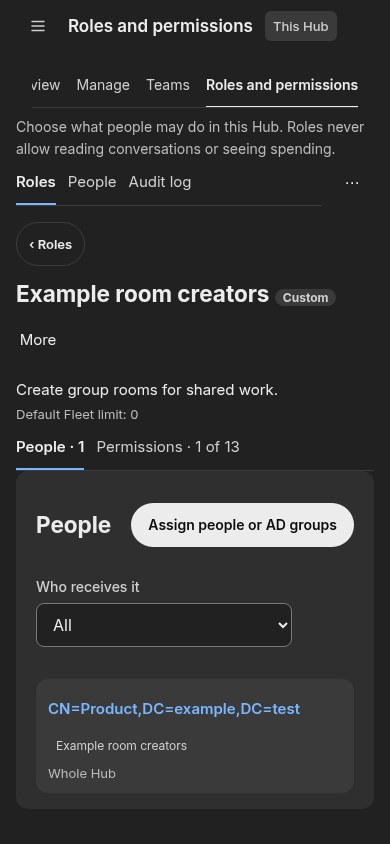 Roles and permissions This Hub
view Manage Teams Roles and permissions
Choose what people may do in this Hub. Roles never
allow reading conversations or seeing spending.
Roles People Audit log ...
‹ Roles
Example room creators Custom
More
Create group rooms for shared work.
Default Fleet limit: 0
People · 1 Permissions · 1 of 13
People Assign people or AD groups
Who receives it
All
CN=Product,DC=example,DC=test
Example room creators
Whole Hub